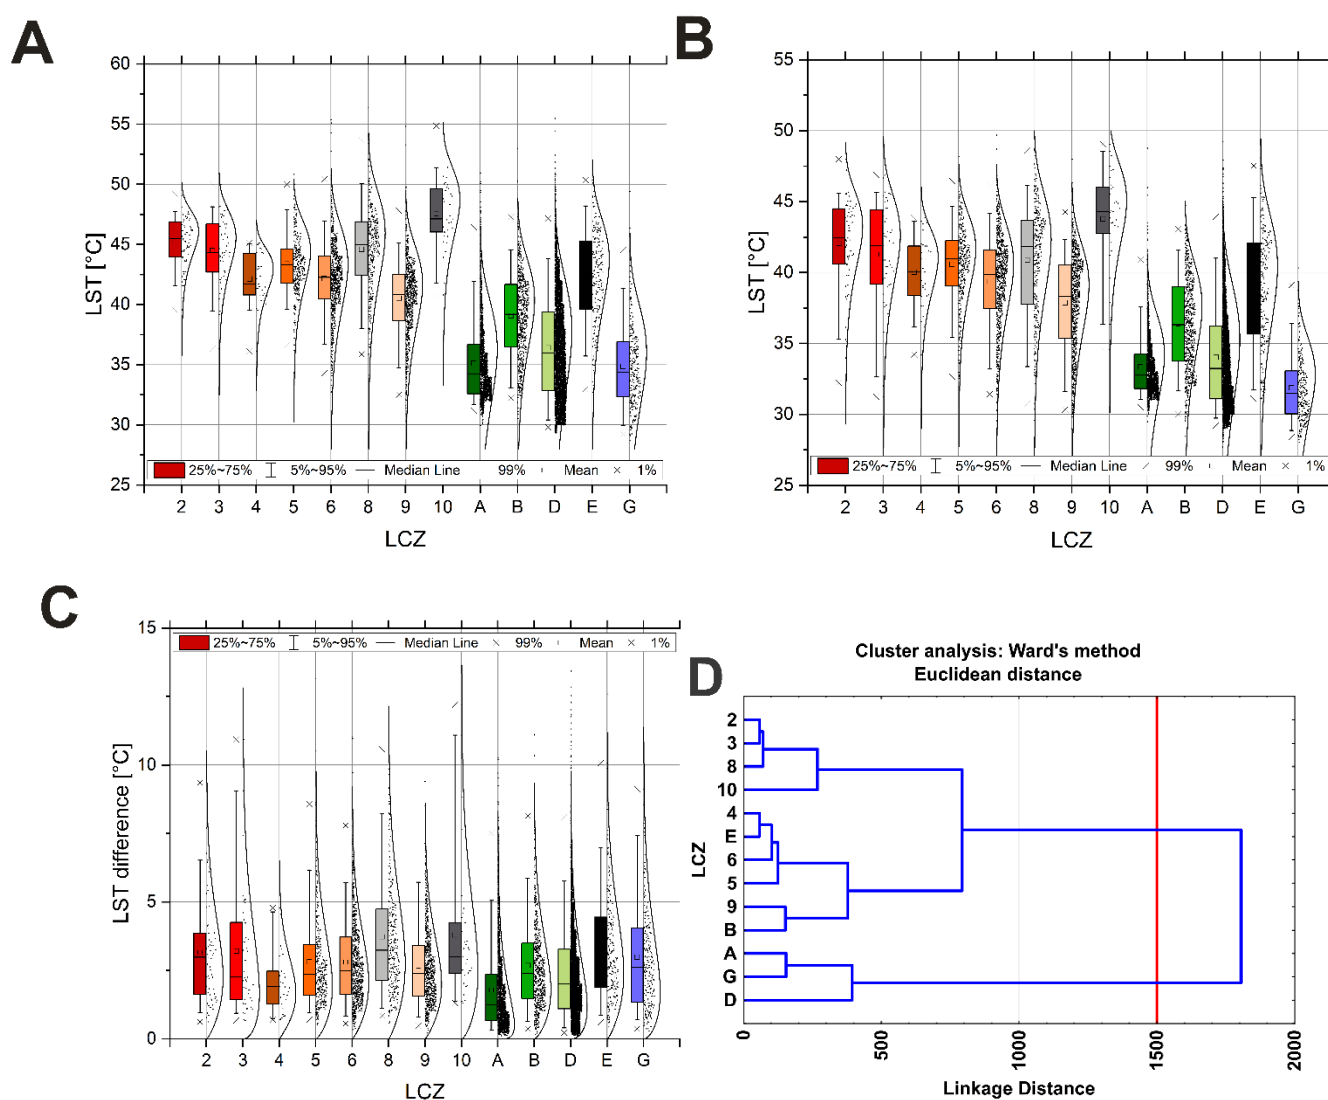 A
60
55
50
45
40
35
30
25
LST [°C]
25%~75% 5%~95% Median Line 99% Mean 1%
2 3 4 5 6 8 9 10 A B D E G
LCZ
B
55
50
45
40
35
30
25
LST [°C]
25%~75% 5%~95% Median Line 99% Mean 1%
2 3 4 5 6 8 9 10 A B D E G
LCZ
C
15
10
5
0
LST difference [°C]
25%~75% 5%~95% Median Line 99% Mean 1%
2 3 4 5 6 8 9 10 A B D E G
LCZ
D
Cluster analysis: Ward's method
Euclidean distance
LCZ
2
3
8
10
4
E
6
5
9
B
A
G
D
0 500 1000 1500 2000
Linkage Distance